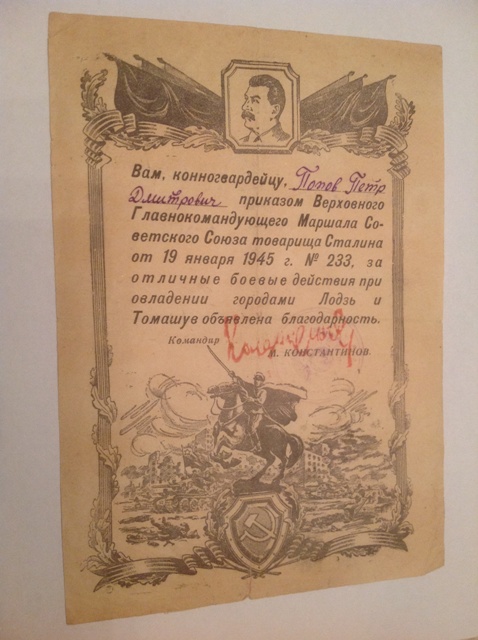 Вам, конногвардейцу, Попов Петр
Дмитрович приказом Верховного
Главнокомандующего Маршала Со-
ветского Союза товарища Сталина
от 19 января 1945 г. № 233, за
отличные боевые действия при
овладении городами Лодзь и
Томашув объявлена благодарность.
Командир
М. КОНСТАНТИНОВ